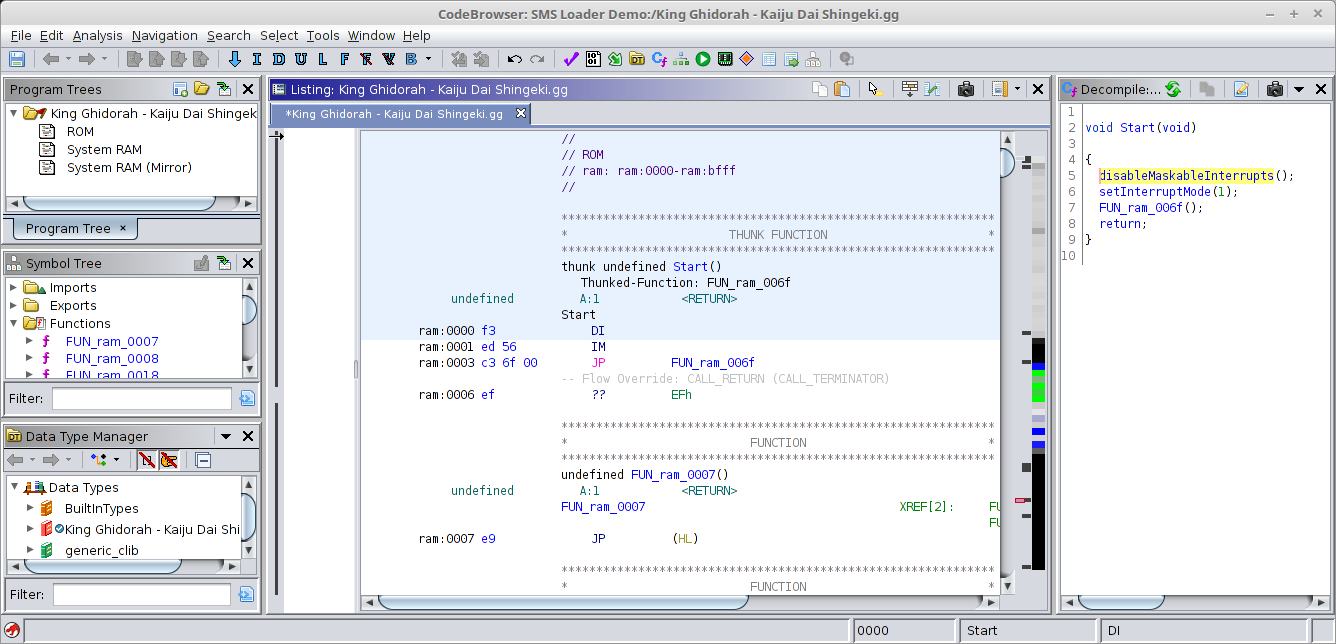 CodeBrowser: SMS Loader Demo:/King Ghidorah - Kaiju Dai Shingeki.gg
File Edit Analysis Navigation Search Select Tools Window Help
I D U L F R V B
Program Trees
King Ghidorah - Kaiju Dai Shingek
ROM
System RAM
System RAM (Mirror)
Program Tree ×
Symbol Tree
Imports
Exports
Functions
f FUN_ram_0007
f FUN_ram_0008
f FUN_ram_0018
Filter:
Data Type Manager
Data Types
BuiltInTypes
King Ghidorah - Kaiju Dai Shi
generic_clib
Filter:
Listing: King Ghidorah - Kaiju Dai Shingeki.gg
*King Ghidorah - Kaiju Dai Shingeki.gg
//
// ROM
// ram: ram:0000-ram:bfff
//
**************************************************************
* THUNK FUNCTION *
**************************************************************
thunk undefined Start()
Thunked-Function: FUN_ram_006f
undefined A:1 <RETURN>
Start
ram:0000 f3 DI
ram:0001 ed 56 IM
ram:0003 c3 6f 00 JP FUN_ram_006f
-- Flow Override: CALL_RETURN (CALL_TERMINATOR)
ram:0006 ef ?? EFh
**************************************************************
* FUNCTION *
**************************************************************
undefined FUN_ram_0007()
undefined A:1 <RETURN>
FUN_ram_0007 XREF[2]: FU
FU
ram:0007 e9 JP (HL)
**************************************************************
* FUNCTION *
Decompile:...
1
2 void Start(void)
3
4 {
5 disableMaskableInterrupts();
6 setInterruptMode(1);
7 FUN_ram_006f();
8 return;
9 }
10
0000 Start DI